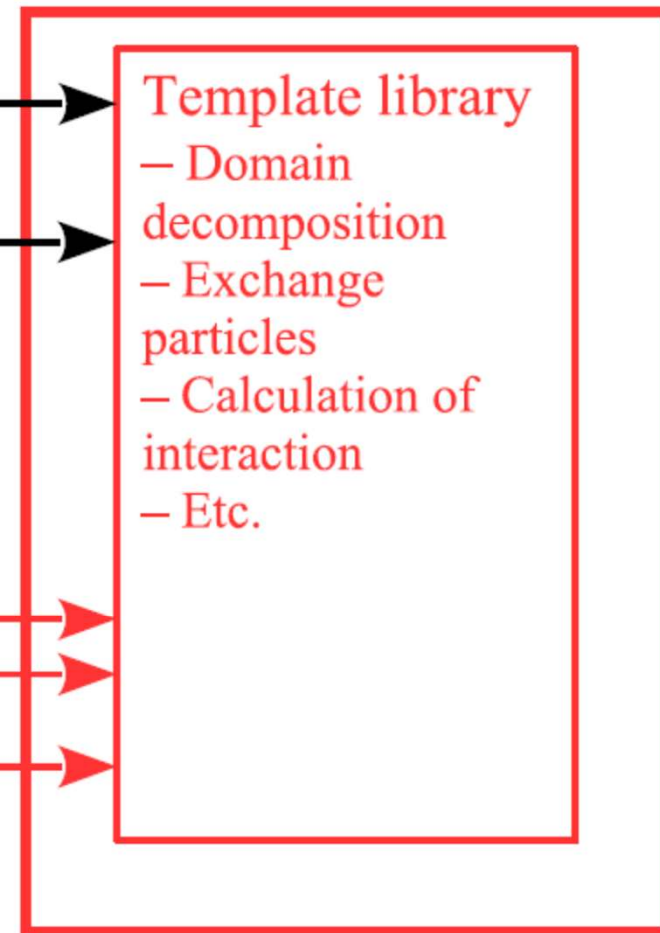 Template library
– Domain
decomposition
– Exchange
particles
– Calculation of
interaction
– Etc.